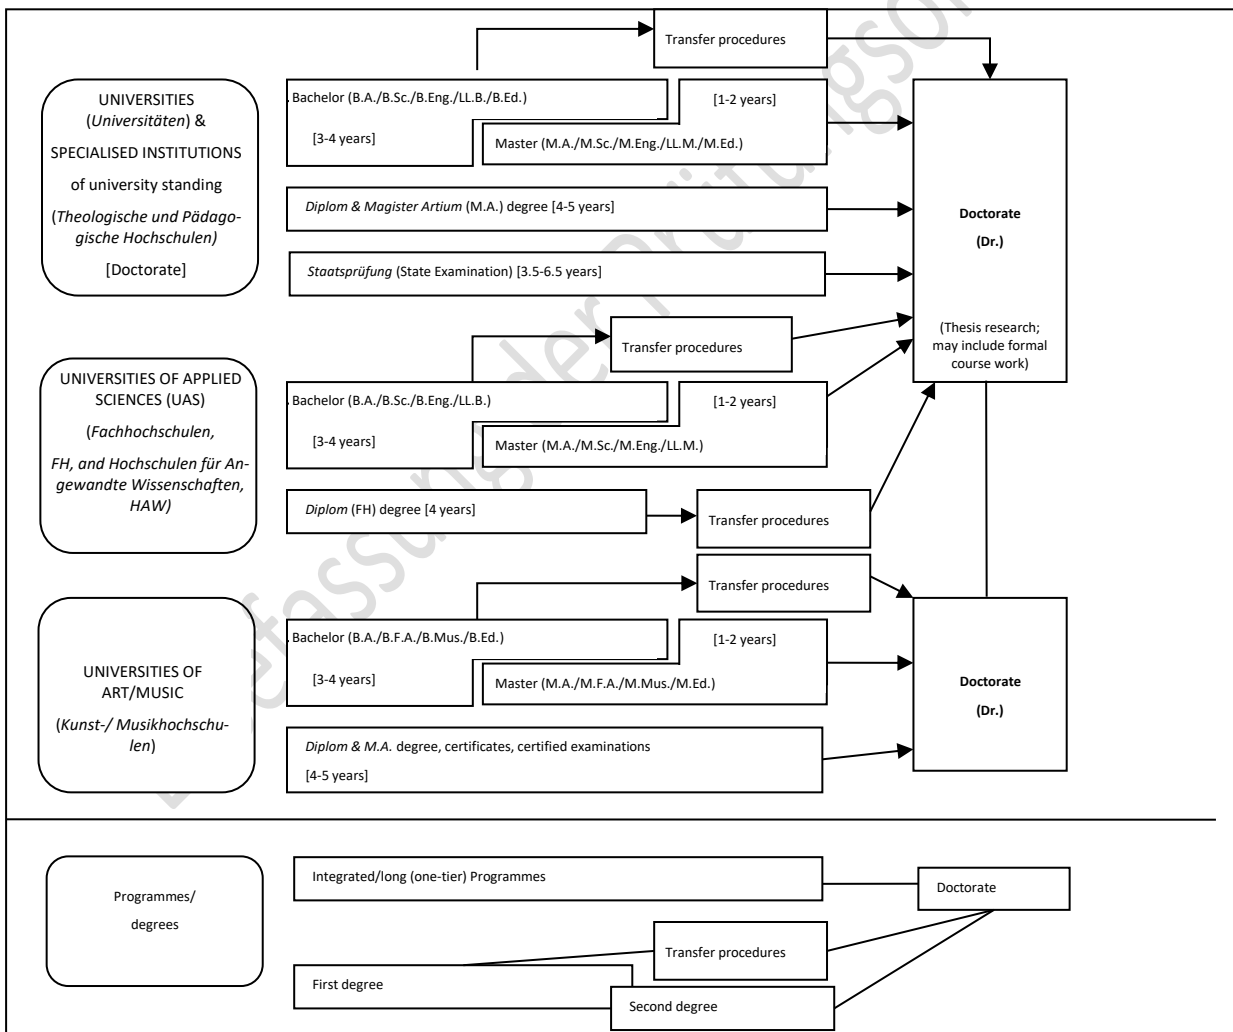 Transfer procedures
UNIVERSITIES
(Universitäten) &
SPECIALISED INSTITUTIONS
of university standing
(Theologische und Pädago-
gische Hochschulen)
[Doctorate]
Bachelor (B.A./B.Sc./B.Eng./LL.B./B.Ed.)
[3-4 years]
[1-2 years]
Master (M.A./M.Sc./M.Eng./LL.M./M.Ed.)
Diplom & Magister Artium (M.A.) degree [4-5 years]
Staatsprüfung (State Examination) [3.5-6.5 years]
Doctorate
(Dr.)
(Thesis research;
may include formal
course work)
UNIVERSITIES OF APPLIED
SCIENCES (UAS)
(Fachhochschulen,
FH, and Hochschulen für An-
gewandte Wissenschaften,
HAW)
Transfer procedures
Bachelor (B.A./B.Sc./B.Eng./LL.B.)
[3-4 years]
[1-2 years]
Master (M.A./M.Sc./M.Eng./LL.M.)
Diplom (FH) degree [4 years]
Transfer procedures
Transfer procedures
UNIVERSITIES OF
ART/MUSIC
(Kunst-/ Musikhochschu-
len)
Bachelor (B.A./B.F.A./B.Mus./B.Ed.)
[3-4 years]
[1-2 years]
Master (M.A./M.F.A./M.Mus./M.Ed.)
Diplom & M.A. degree, certificates, certified examinations
[4-5 years]
Doctorate
(Dr.)
Programmes/
degrees
Integrated/long (one-tier) Programmes
Doctorate
Transfer procedures
First degree
Second degree